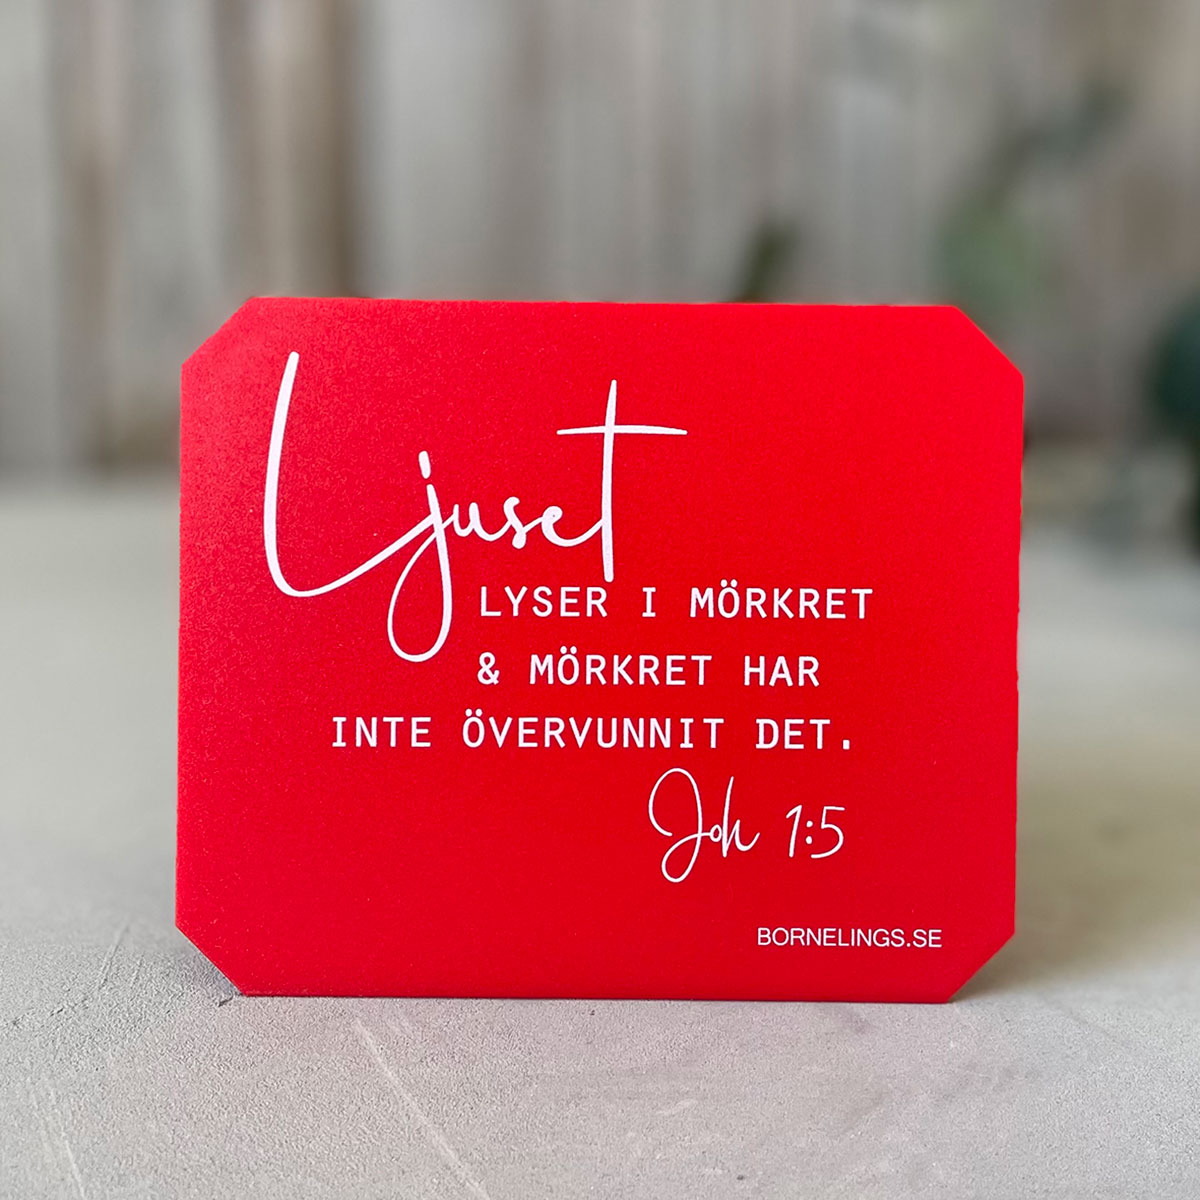 Ljuset
LYSER I MÖRKRET
& MÖRKRET HAR
INTE ÖVERVUNNIT DET.
Joh 1:5
BORNELINGS.SE